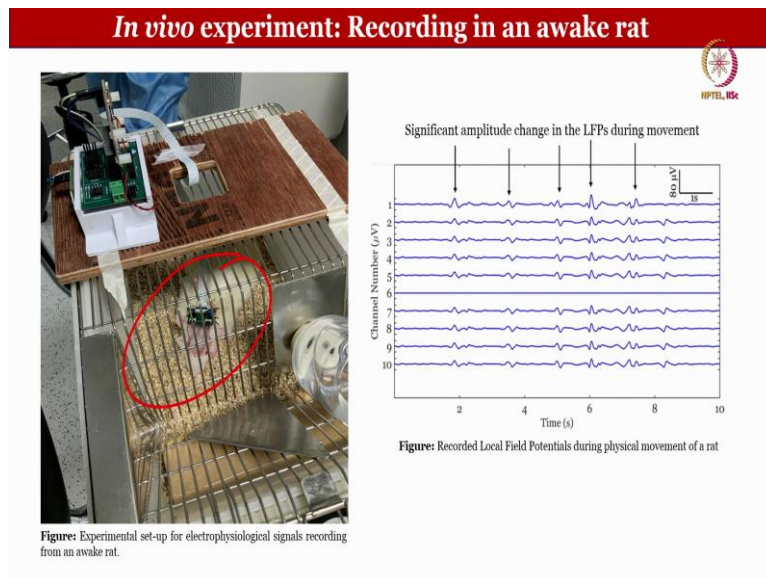 In vivo experiment: Recording in an awake rat
NPTEL, IISc
Significant amplitude change in the LFPs during movement
80 µV
1s
Channel Number (µV)
1
2
3
4
5
6
7
8
9
10
2 4 6 8 10
Time (s)
Figure: Recorded Local Field Potentials during physical movement of a rat
Figure: Experimental set-up for electrophysiological signals recording
from an awake rat.